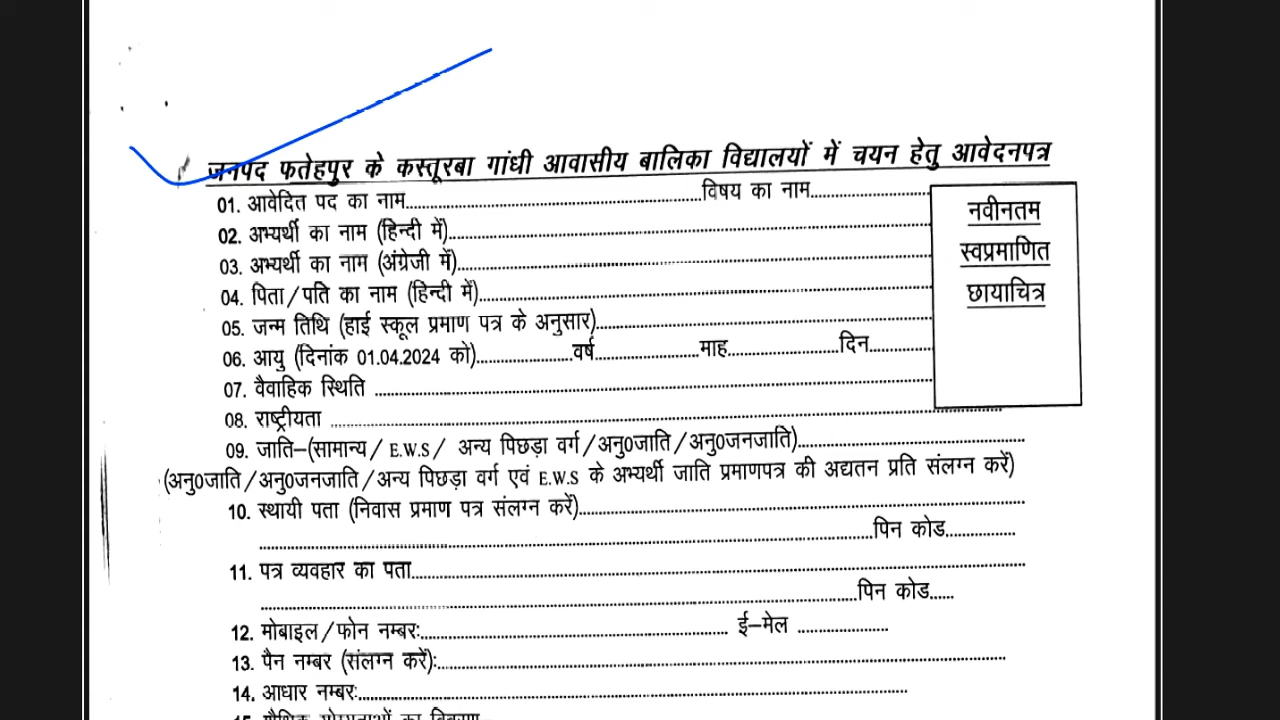 जनपद फतेहपुर के कस्तूरबा गांधी आवासीय बालिका विद्यालयों में चयन हेतु आवेदनपत्र
01. आवेदित पद का नाम..........विषय का नाम..........
02. अभ्यर्थी का नाम (हिन्दी में)..........
03. अभ्यर्थी का नाम (अंग्रेजी में)..........
04. पिता/पति का नाम (हिन्दी में)..........
05. जन्म तिथि (हाई स्कूल प्रमाण पत्र के अनुसार)..........
06. आयु (दिनांक 01.04.2024 को)..........वर्ष..........माह..........दिन..........
07. वैवाहिक स्थिति ..........
08. राष्ट्रीयता ..........
नवीनतम
स्वप्रमाणित
छायाचित्र
09. जाति–(सामान्य/ E.W.S/ अन्य पिछड़ा वर्ग/अनु0जाति/अनु0जनजाति)..........
(अनु0जाति/अनु0जनजाति/अन्य पिछड़ा वर्ग एवं E.W.S के अभ्यर्थी जाति प्रमाणपत्र की अद्यतन प्रति संलग्न करें)
10. स्थायी पता (निवास प्रमाण पत्र संलग्न करें)..........
..........पिन कोड..........
11. पत्र व्यवहार का पता..........
..........पिन कोड......
12. मोबाइल/फोन नम्बर:.......... ई–मेल ..........
13. पैन नम्बर (संलग्न करें):..........
14. आधार नम्बर:..........